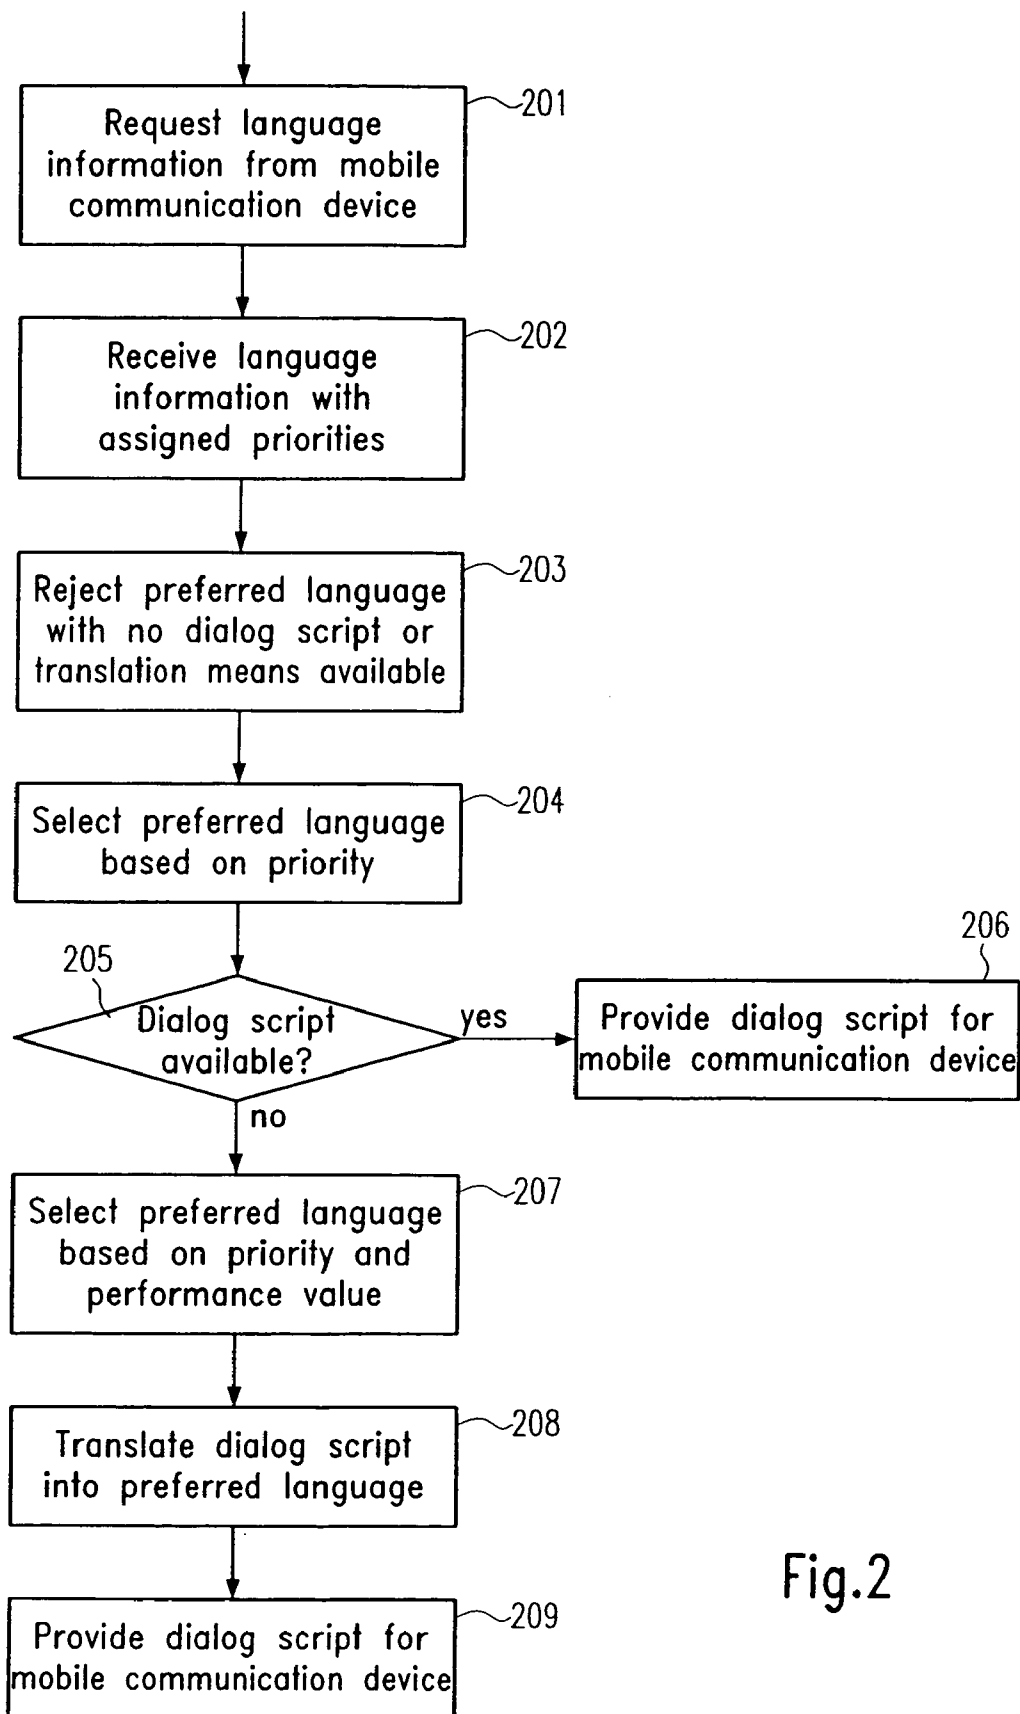 201
Request language
information from mobile
communication device
202
Receive language
information with
assigned priorities
203
Reject preferred language
with no dialog script or
translation means available
204
Select preferred language
based on priority
205
Dialog script
available?
yes
206
Provide dialog script for
mobile communication device
no
207
Select preferred language
based on priority and
performance value
208
Translate dialog script
into preferred language
209
Provide dialog script for
mobile communication device
Fig.2